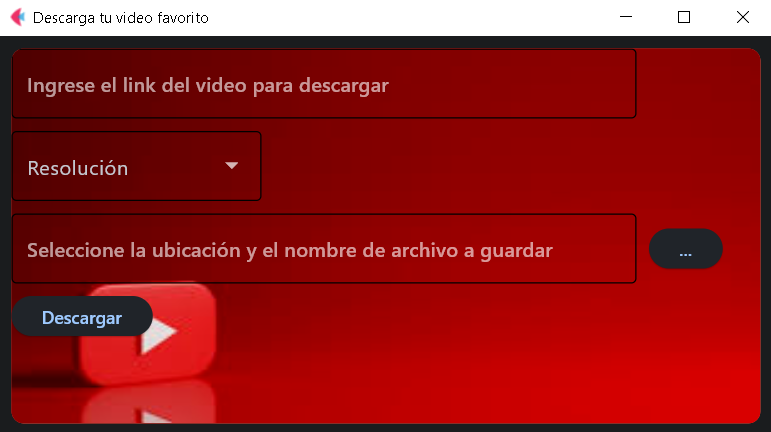 Descarga tu video favorito
Ingrese el link del video para descargar
Resolución
Seleccione la ubicación y el nombre de archivo a guardar
...
Descargar